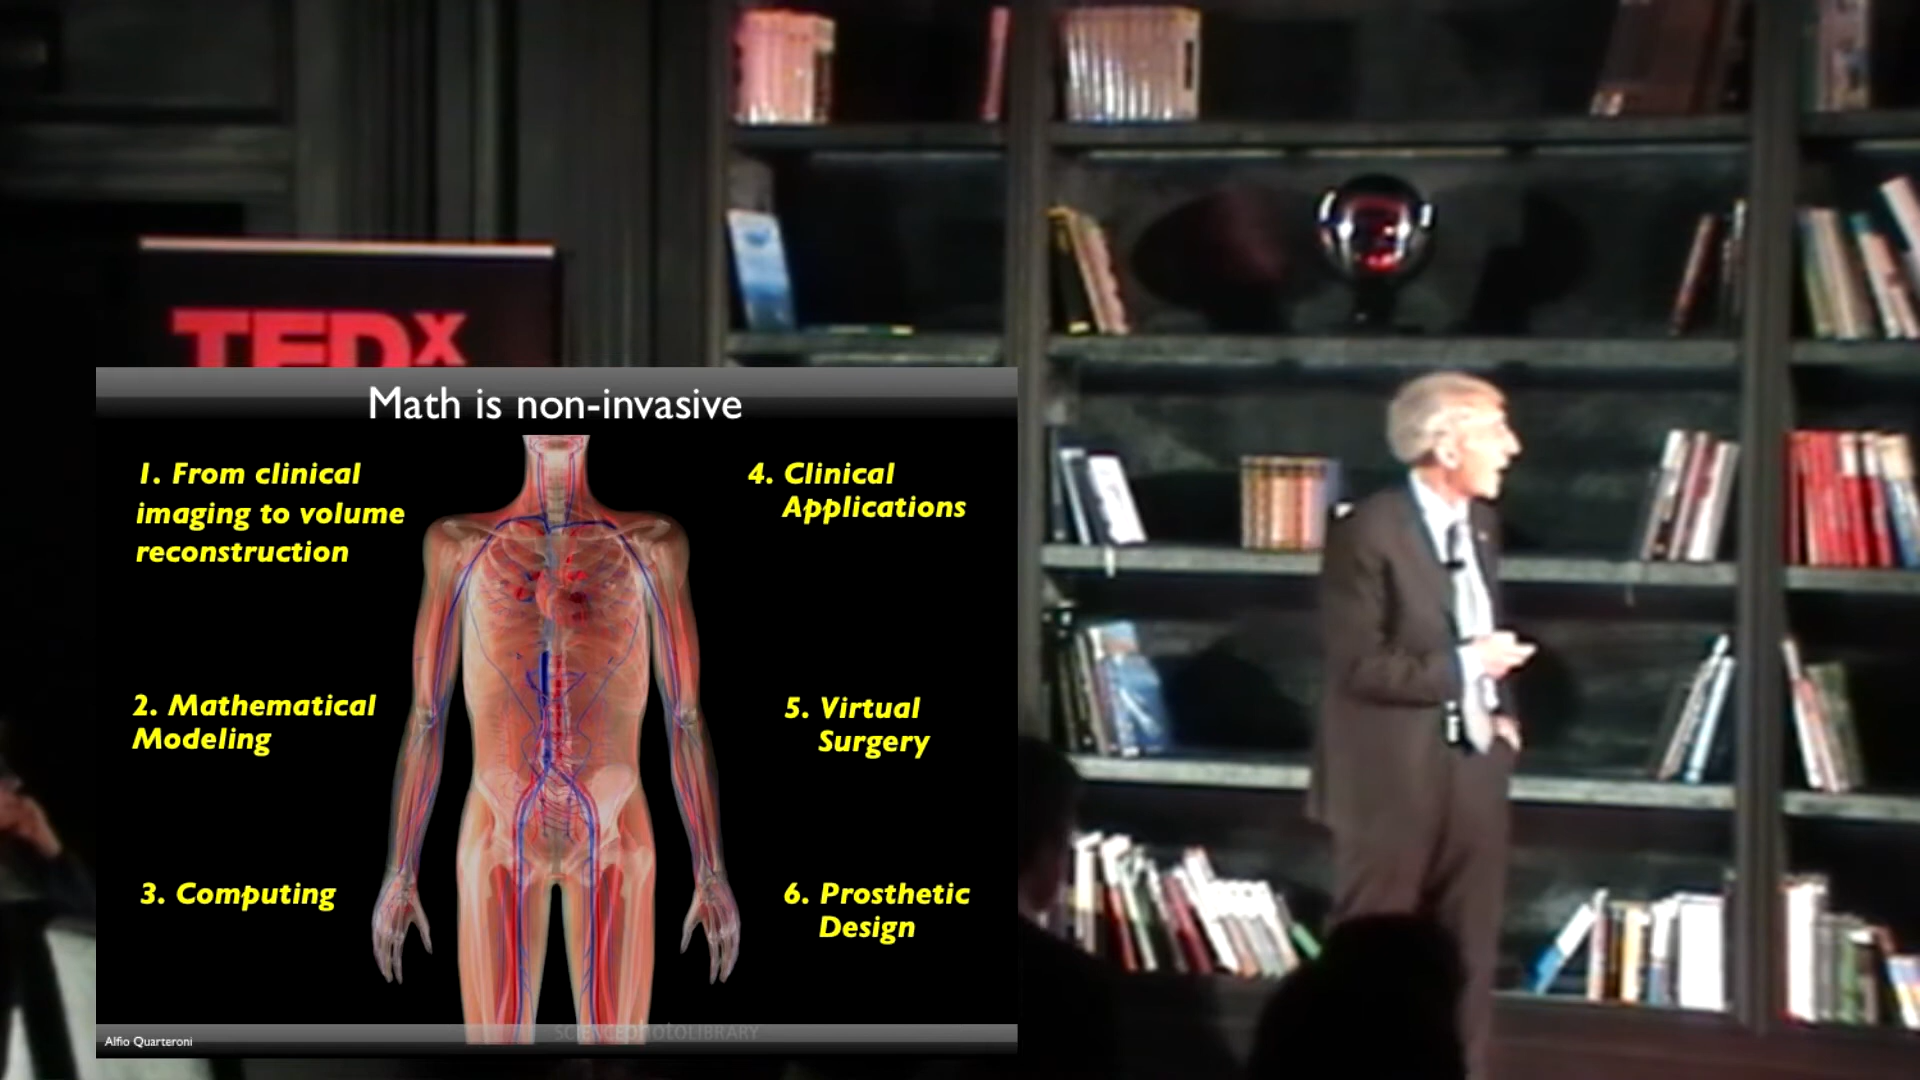 TEDx
Math is non-invasive
1. From clinical
imaging to volume
reconstruction
2. Mathematical
Modeling
3. Computing
4. Clinical
Applications
5. Virtual
Surgery
6. Prosthetic
Design
SCIENCEPHOTOLIBRARY
Alfio Quarteroni